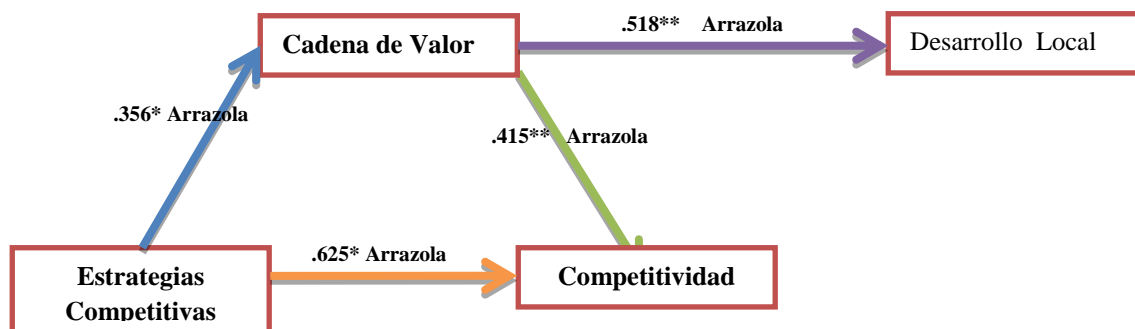 .518** Arrazola
Cadena de Valor
Desarrollo Local
.356* Arrazola
.415** Arrazola
.625* Arrazola
Estrategias
Competitivas
Competitividad